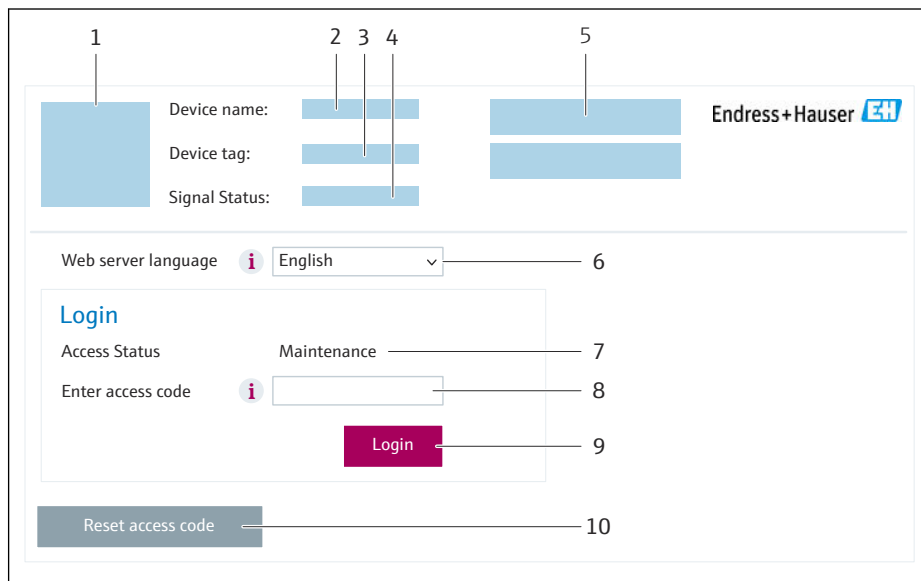 1 2 3 4 5
Device name:
Endress+Hauser EH
Device tag:
Signal Status:
Web server language i English 6
Login
Access Status Maintenance 7
Enter access code i 8
Login 9
Reset access code 10